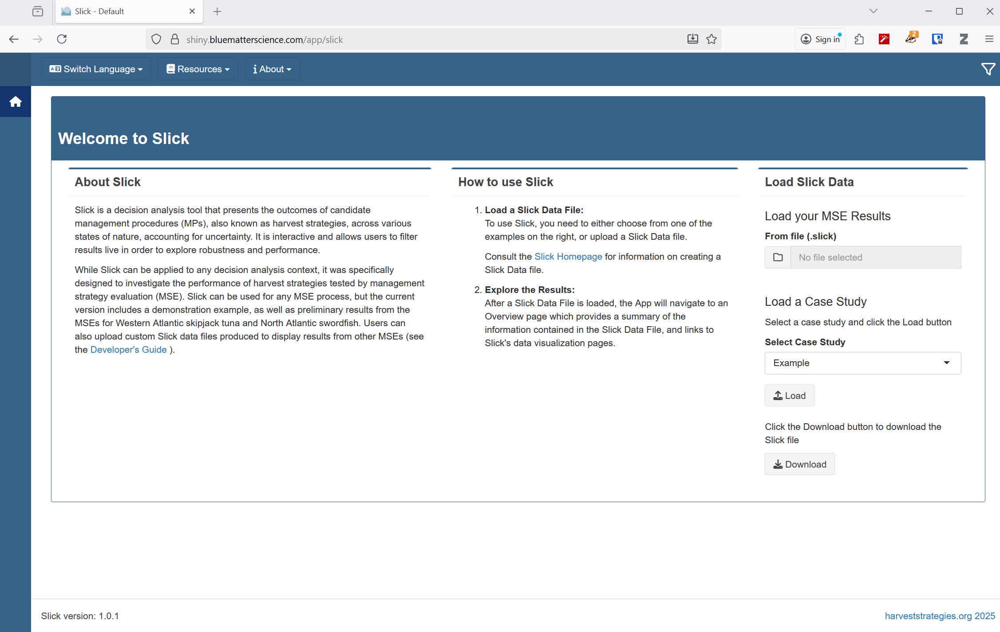 Slick - Default
shiny.bluematterscience.com/app/slick
Sign in
2
Switch Language
Resources
About
Welcome to Slick
About Slick
Slick is a decision analysis tool that presents the outcomes of candidate
management procedures (MPs), also known as harvest strategies, across various
states of nature, accounting for uncertainty. It is interactive and allows users to filter
results live in order to explore robustness and performance.
While Slick can be applied to any decision analysis context, it was specifically
designed to investigate the performance of harvest strategies tested by management
strategy evaluation (MSE). Slick can be used for any MSE process, but the current
version includes a demonstration example, as well as preliminary results from the
MSEs for Western Atlantic skipjack tuna and North Atlantic swordfish. Users can
also upload custom Slick data files produced to display results from other MSEs (see
the Developer's Guide ).
How to use Slick
1. Load a Slick Data File:
To use Slick, you need to either choose from one of the
examples on the right, or upload a Slick Data file.
Consult the Slick Homepage for information on creating a
Slick Data file.
2. Explore the Results:
After a Slick Data File is loaded, the App will navigate to an
Overview page which provides a summary of the
information contained in the Slick Data File, and links to
Slick's data visualization pages.
Load Slick Data
Load your MSE Results
From file (.slick)
No file selected
Load a Case Study
Select a case study and click the Load button
Select Case Study
Example
Load
Click the Download button to download the
Slick file
Download
Slick version: 1.0.1
harveststrategies.org 2025